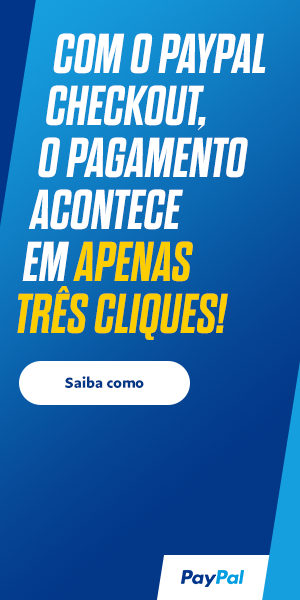 COM O PAYPAL
CHECKOUT,
O PAGAMENTO
ACONTECE
EM APENAS
TRÊS CLIQUES!
Saiba como
PayPal